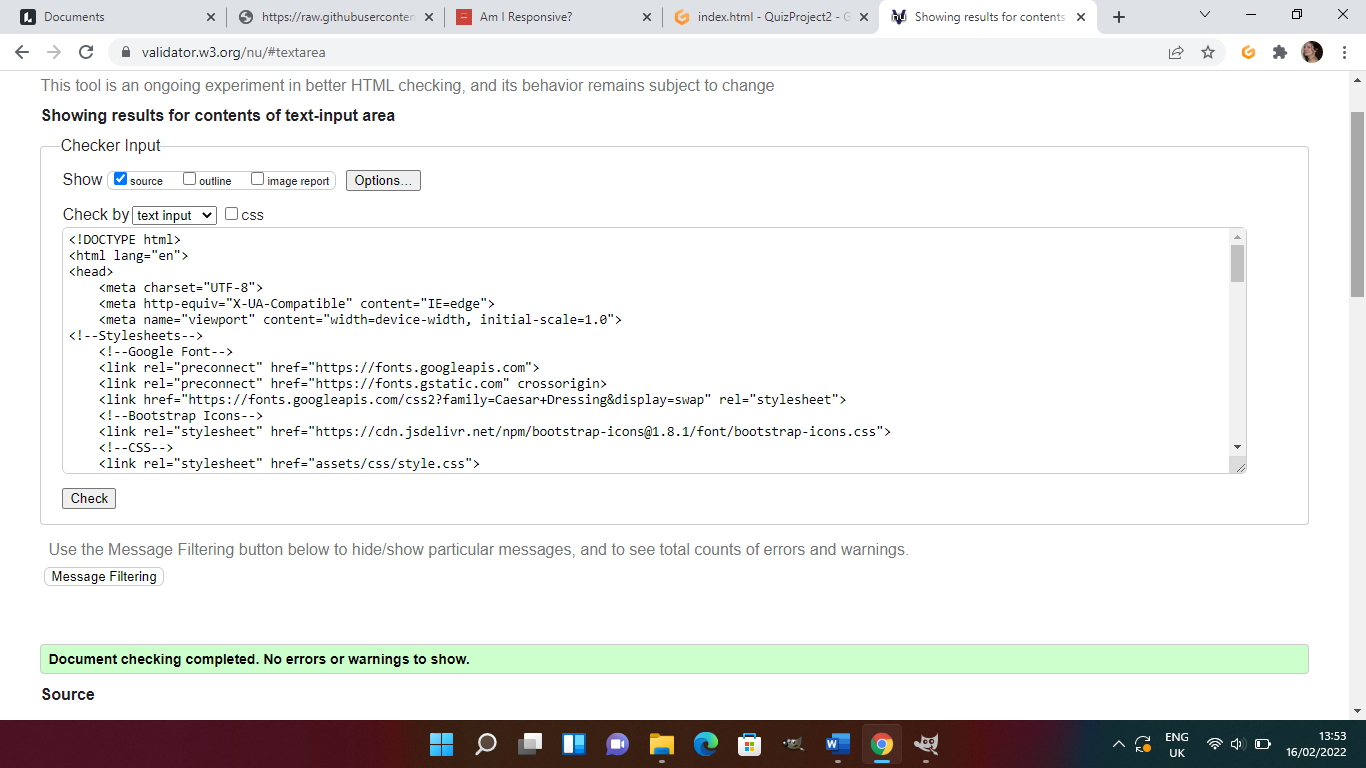 Documents
https://raw.githubusercontent
Am I Responsive?
index.html - QuizProject2 - G
Showing results for contents
validator.w3.org/nu/#textarea
This tool is an ongoing experiment in better HTML checking, and its behavior remains subject to change
Showing results for contents of text-input area
Checker Input
Show source outline image report Options...
Check by text input css
<!DOCTYPE html>
<html lang="en">
<head>
<meta charset="UTF-8">
<meta http-equiv="X-UA-Compatible" content="IE=edge">
<meta name="viewport" content="width=device-width, initial-scale=1.0">
<!--Stylesheets-->
<!--Google Font-->
<link rel="preconnect" href="https://fonts.googleapis.com">
<link rel="preconnect" href="https://fonts.gstatic.com" crossorigin>
<link href="https://fonts.googleapis.com/css2?family=Caesar+Dressing&display=swap" rel="stylesheet">
<!--Bootstrap Icons-->
<link rel="stylesheet" href="https://cdn.jsdelivr.net/npm/bootstrap-icons@1.8.1/font/bootstrap-icons.css">
<!--CSS-->
<link rel="stylesheet" href="assets/css/style.css">
Check
Use the Message Filtering button below to hide/show particular messages, and to see total counts of errors and warnings.
Message Filtering
Document checking completed. No errors or warnings to show.
Source
ENG
UK
13:53
16/02/2022